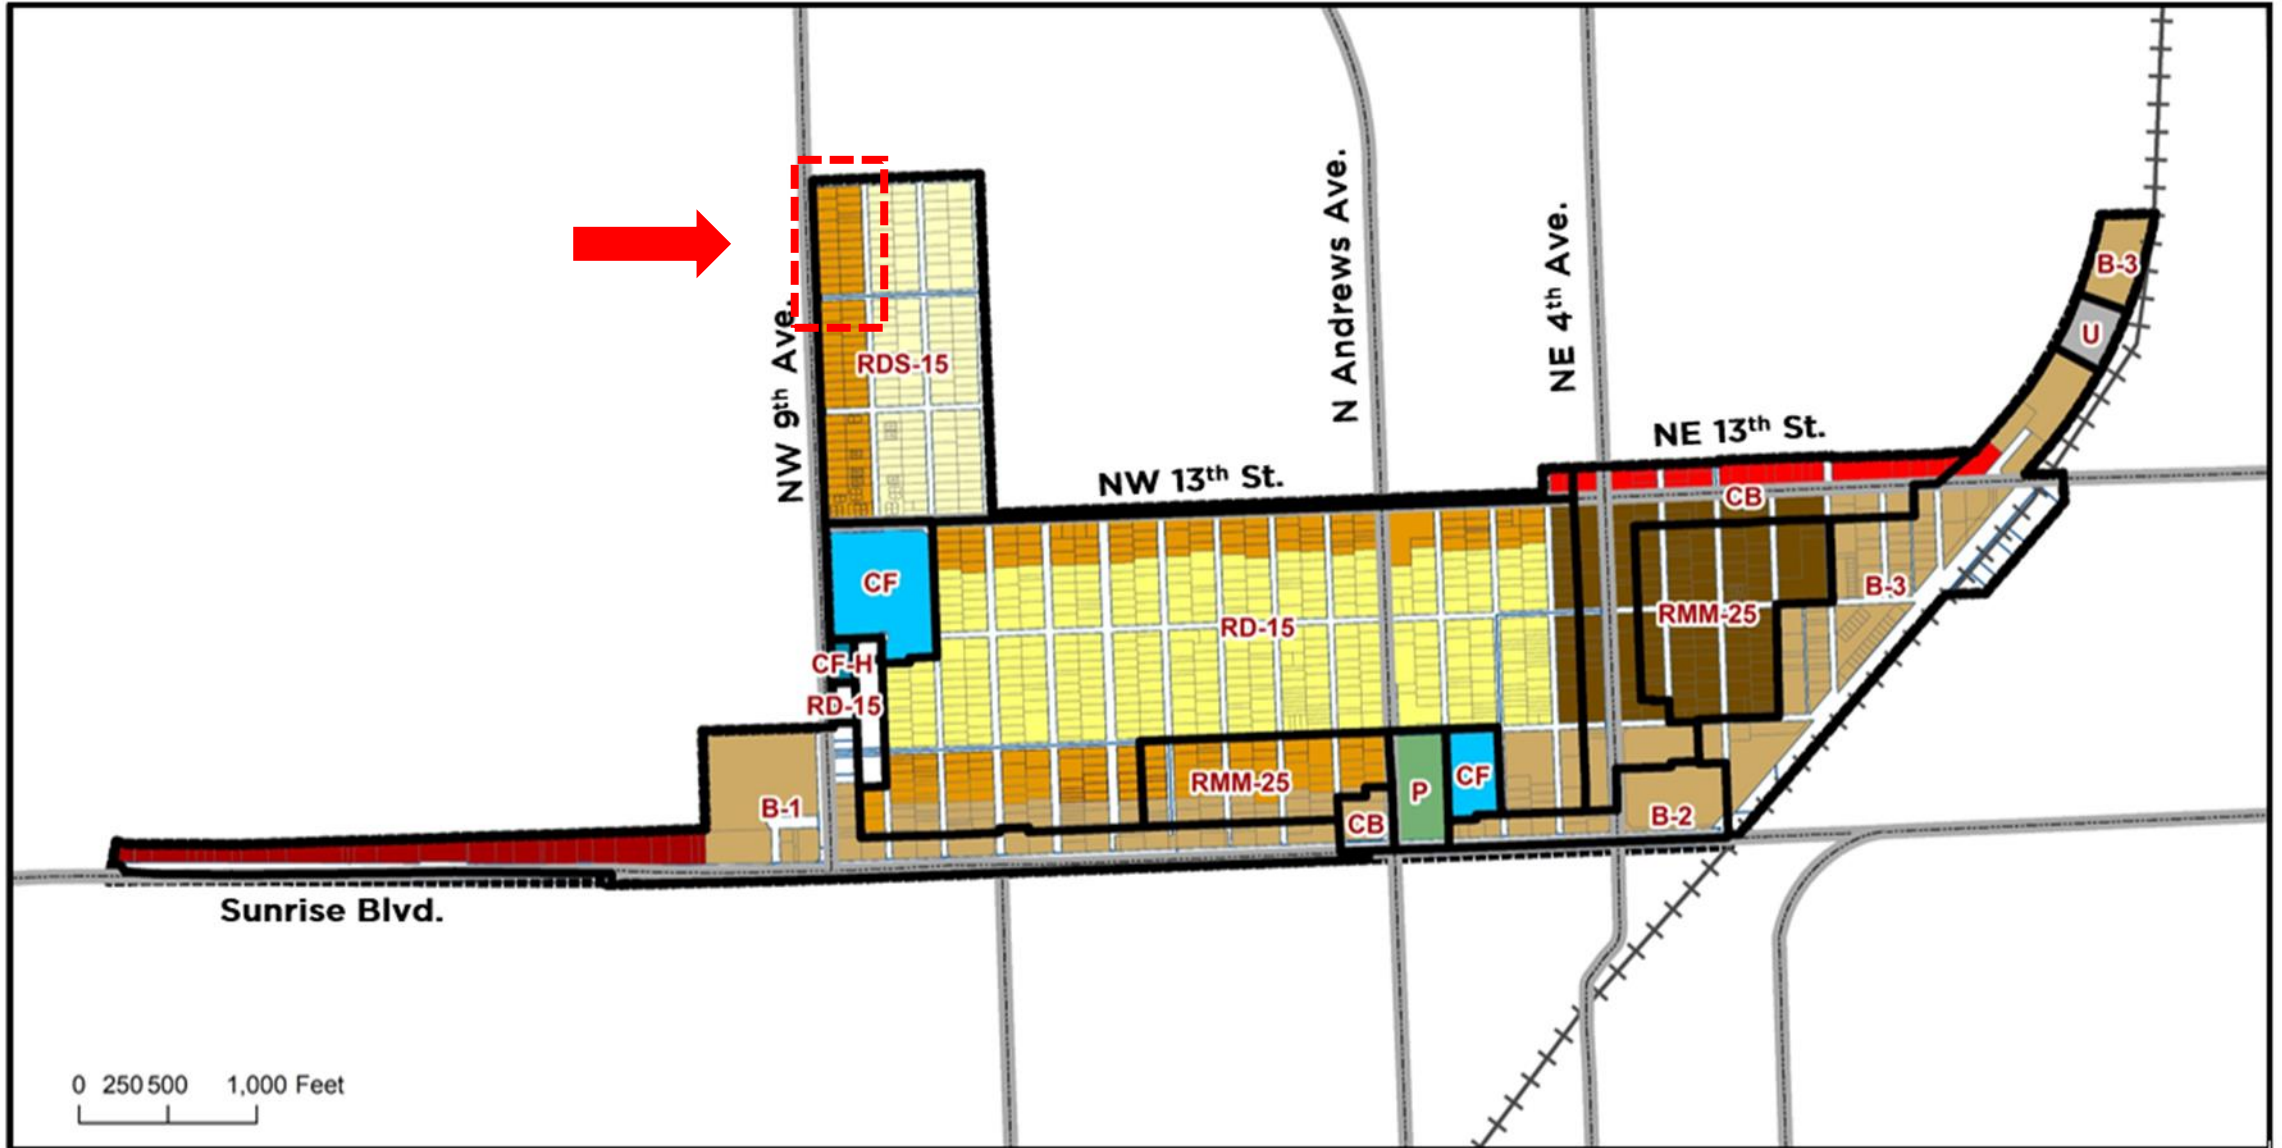 NW 9th Ave.
N Andrews Ave.
NE 4th Ave.
B-3
U
RDS-15
NE 13th St.
NW 13th St.
CB
CF
B-3
RMM-25
RD-15
CF-H
RD-15
RMM-25
P
CF
B-1
CB
B-2
Sunrise Blvd.
0 250 500 1,000 Feet